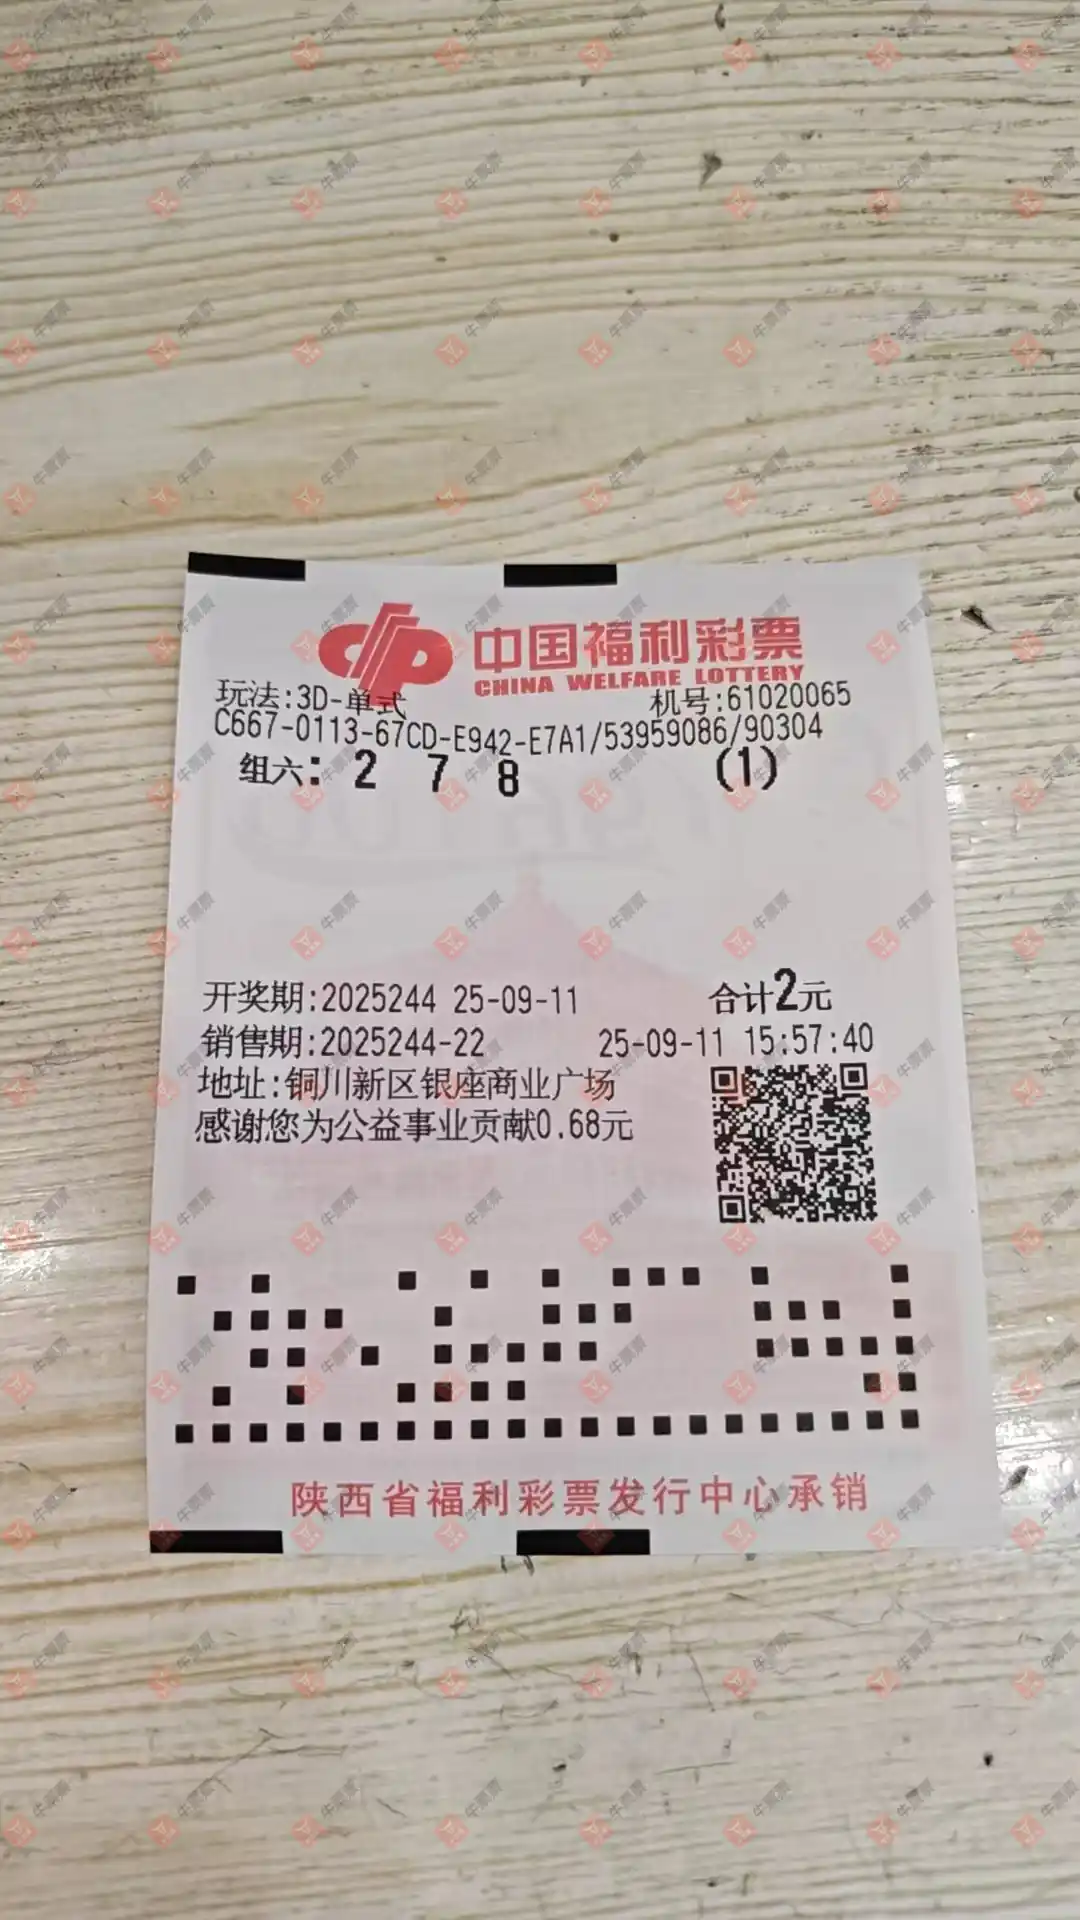 中国福利彩票
CHINA WELFARE LOTTERY
玩法:3D-单式 机号:61020065
C667-0113-67CD-E942-E7A1/53959086/90304
组六: 2 7 8 (1)
开奖期:2025244 25-09-11 合计2元
销售期:2025244-22 25-09-11 15:57:40
地址:铜川新区银座商业广场
感谢您为公益事业贡献0.68元
陕西省福利彩票发行中心承销
牛票票